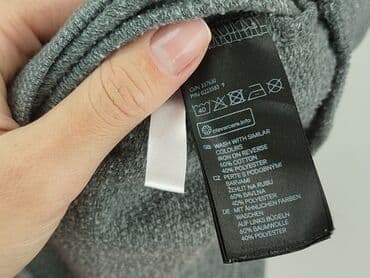 40
clevercare.info
GB WASH WITH SIMILAR
COLOURS
IRON ON REVERSE
60% COTTON
40% POLYESTER
CZ PERTE S PODOBNÝMI
BARVAMI
ŽEHLIT NA RUBU
60% BAVLNA
40% POLYESTER
DE MIT ÄHNLICHEN FARBEN
WASCHEN
AUF LINKS BÜGELN
60% BAUMWOLLE
40% POLYESTER